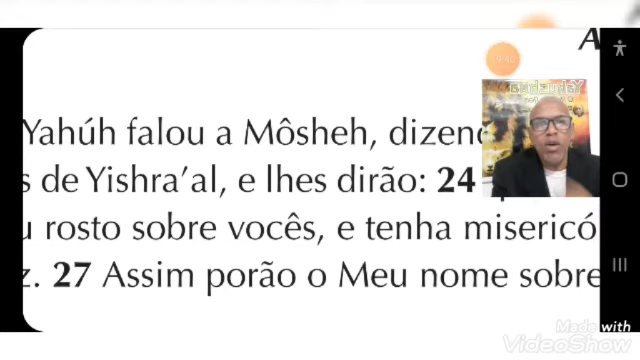 A
Yahúh falou a Môsheh, dizen
s de Yishra’al, e lhes dirão: 24
u rosto sobre vocês, e tenha misericó
z. 27 Assim porão o Meu nome sobre
Made with
VideoShow